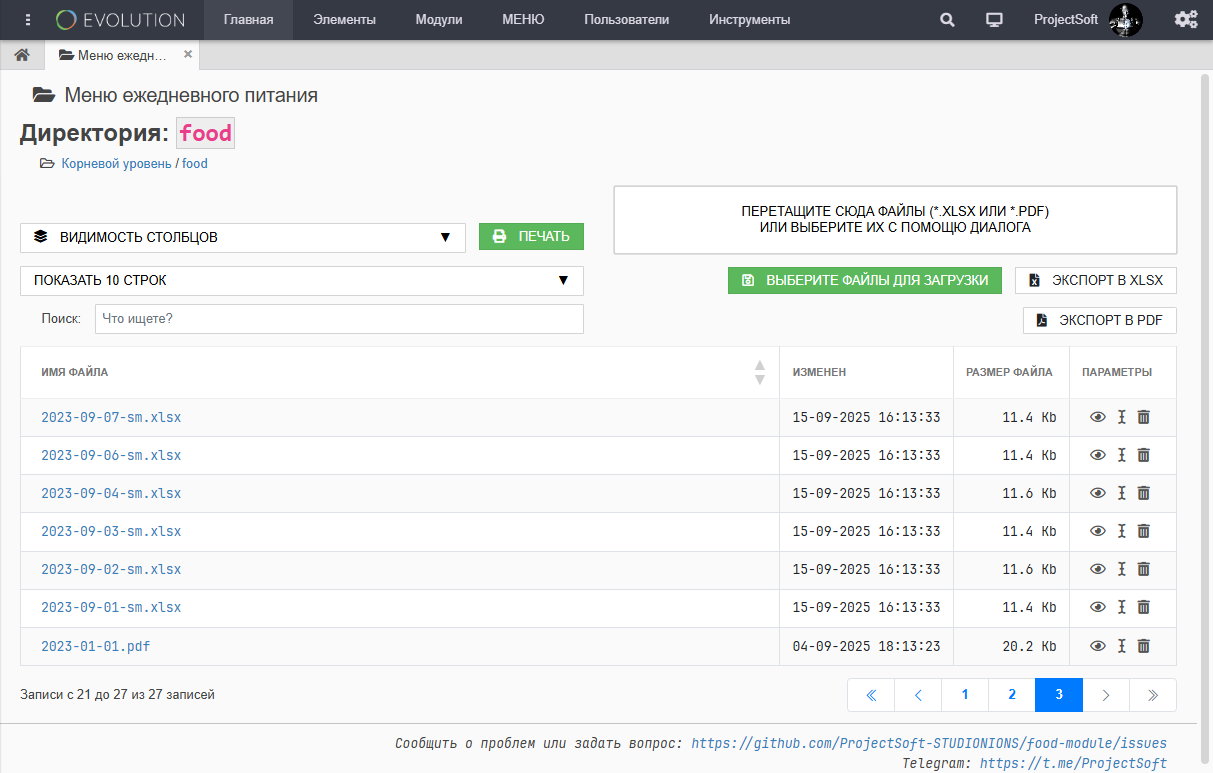 EVOLUTION Главная Элементы Модули МЕНЮ Пользователи Инструменты ProjectSoft
Меню ежедн... ×
Меню ежедневного питания
Директория: food
Корневой уровень / food
ПЕРЕТАЩИТЕ СЮДА ФАЙЛЫ (*.XLSX ИЛИ *.PDF)
ИЛИ ВЫБЕРИТЕ ИХ С ПОМОЩЮ ДИАЛОГА
ВИДИМОСТЬ СТОЛБЦОВ ▼ ПЕЧАТЬ
ПОКАЗАТЬ 10 СТРОК ▼ ВЫБЕРИТЕ ФАЙЛЫ ДЛЯ ЗАГРУЗКИ ЭКСПОРТ В XLSX
Поиск: Что ищете? ЭКСПОРТ В PDF
ИМЯ ФАЙЛА ИЗМЕНЕН РАЗМЕР ФАЙЛА ПАРАМЕТРЫ
2023-09-07-sm.xlsx 15-09-2025 16:13:33 11.4 Kb
2023-09-06-sm.xlsx 15-09-2025 16:13:33 11.4 Kb
2023-09-04-sm.xlsx 15-09-2025 16:13:33 11.6 Kb
2023-09-03-sm.xlsx 15-09-2025 16:13:33 11.4 Kb
2023-09-02-sm.xlsx 15-09-2025 16:13:33 11.6 Kb
2023-09-01-sm.xlsx 15-09-2025 16:13:33 11.4 Kb
2023-01-01.pdf 04-09-2025 18:13:23 20.2 Kb
Записи с 21 до 27 из 27 записей « ‹ 1 2 3 › »
Сообщить о проблем или задать вопрос: https://github.com/ProjectSoft-STUDIONIONS/food-module/issues
Telegram: https://t.me/ProjectSoft